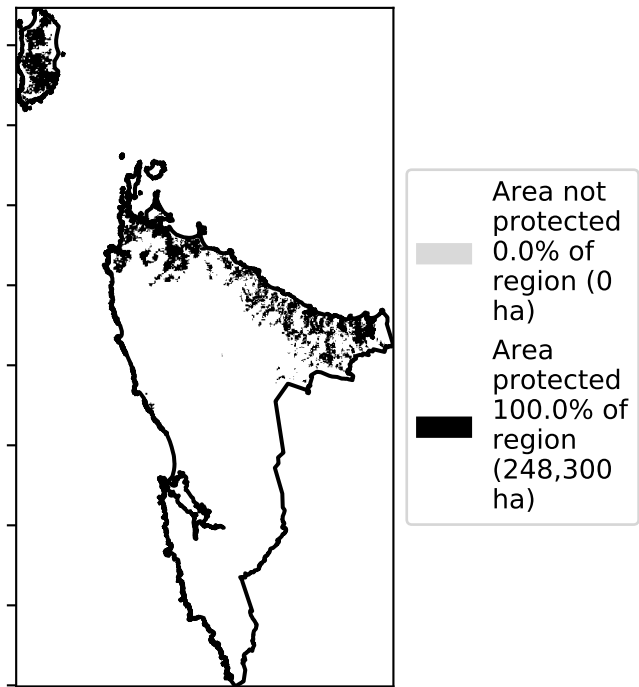 Area not
protected
0.0% of
region (0
ha)
Area
protected
100.0% of
region
(248,300
ha)